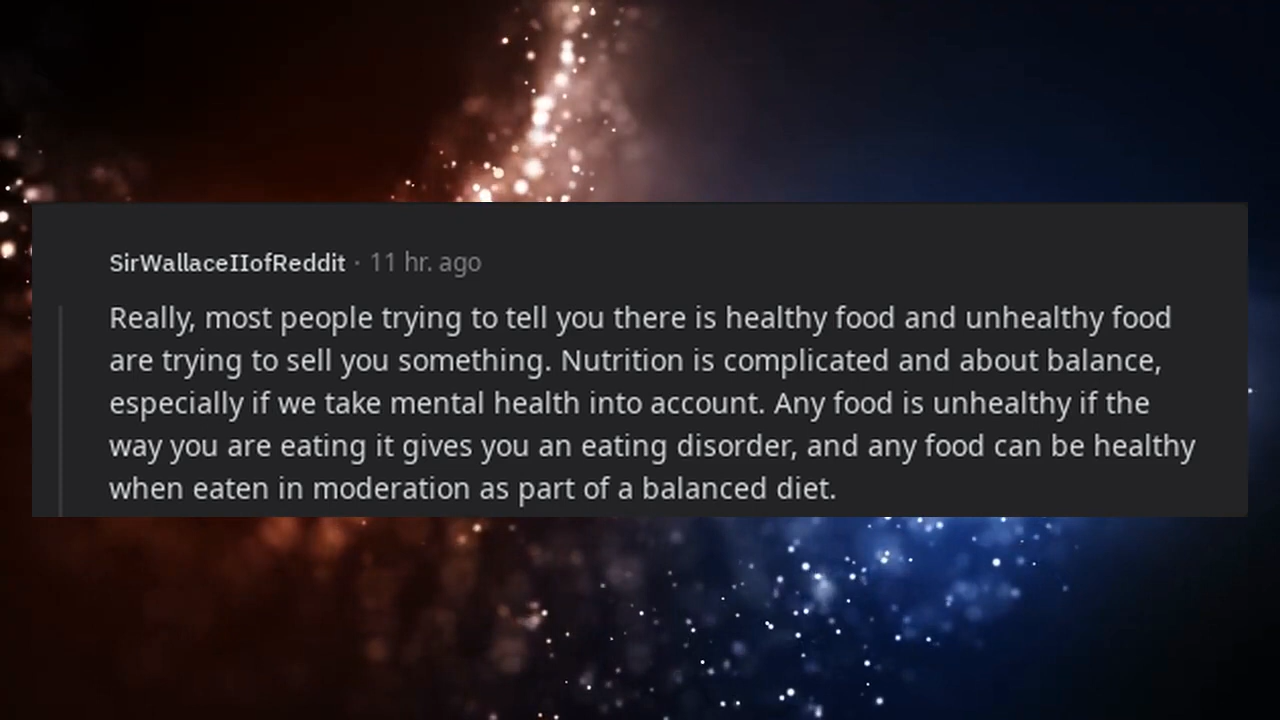 SirWallaceIIofReddit · 11 hr. ago
Really, most people trying to tell you there is healthy food and unhealthy food
are trying to sell you something. Nutrition is complicated and about balance,
especially if we take mental health into account. Any food is unhealthy if the
way you are eating it gives you an eating disorder, and any food can be healthy
when eaten in moderation as part of a balanced diet.